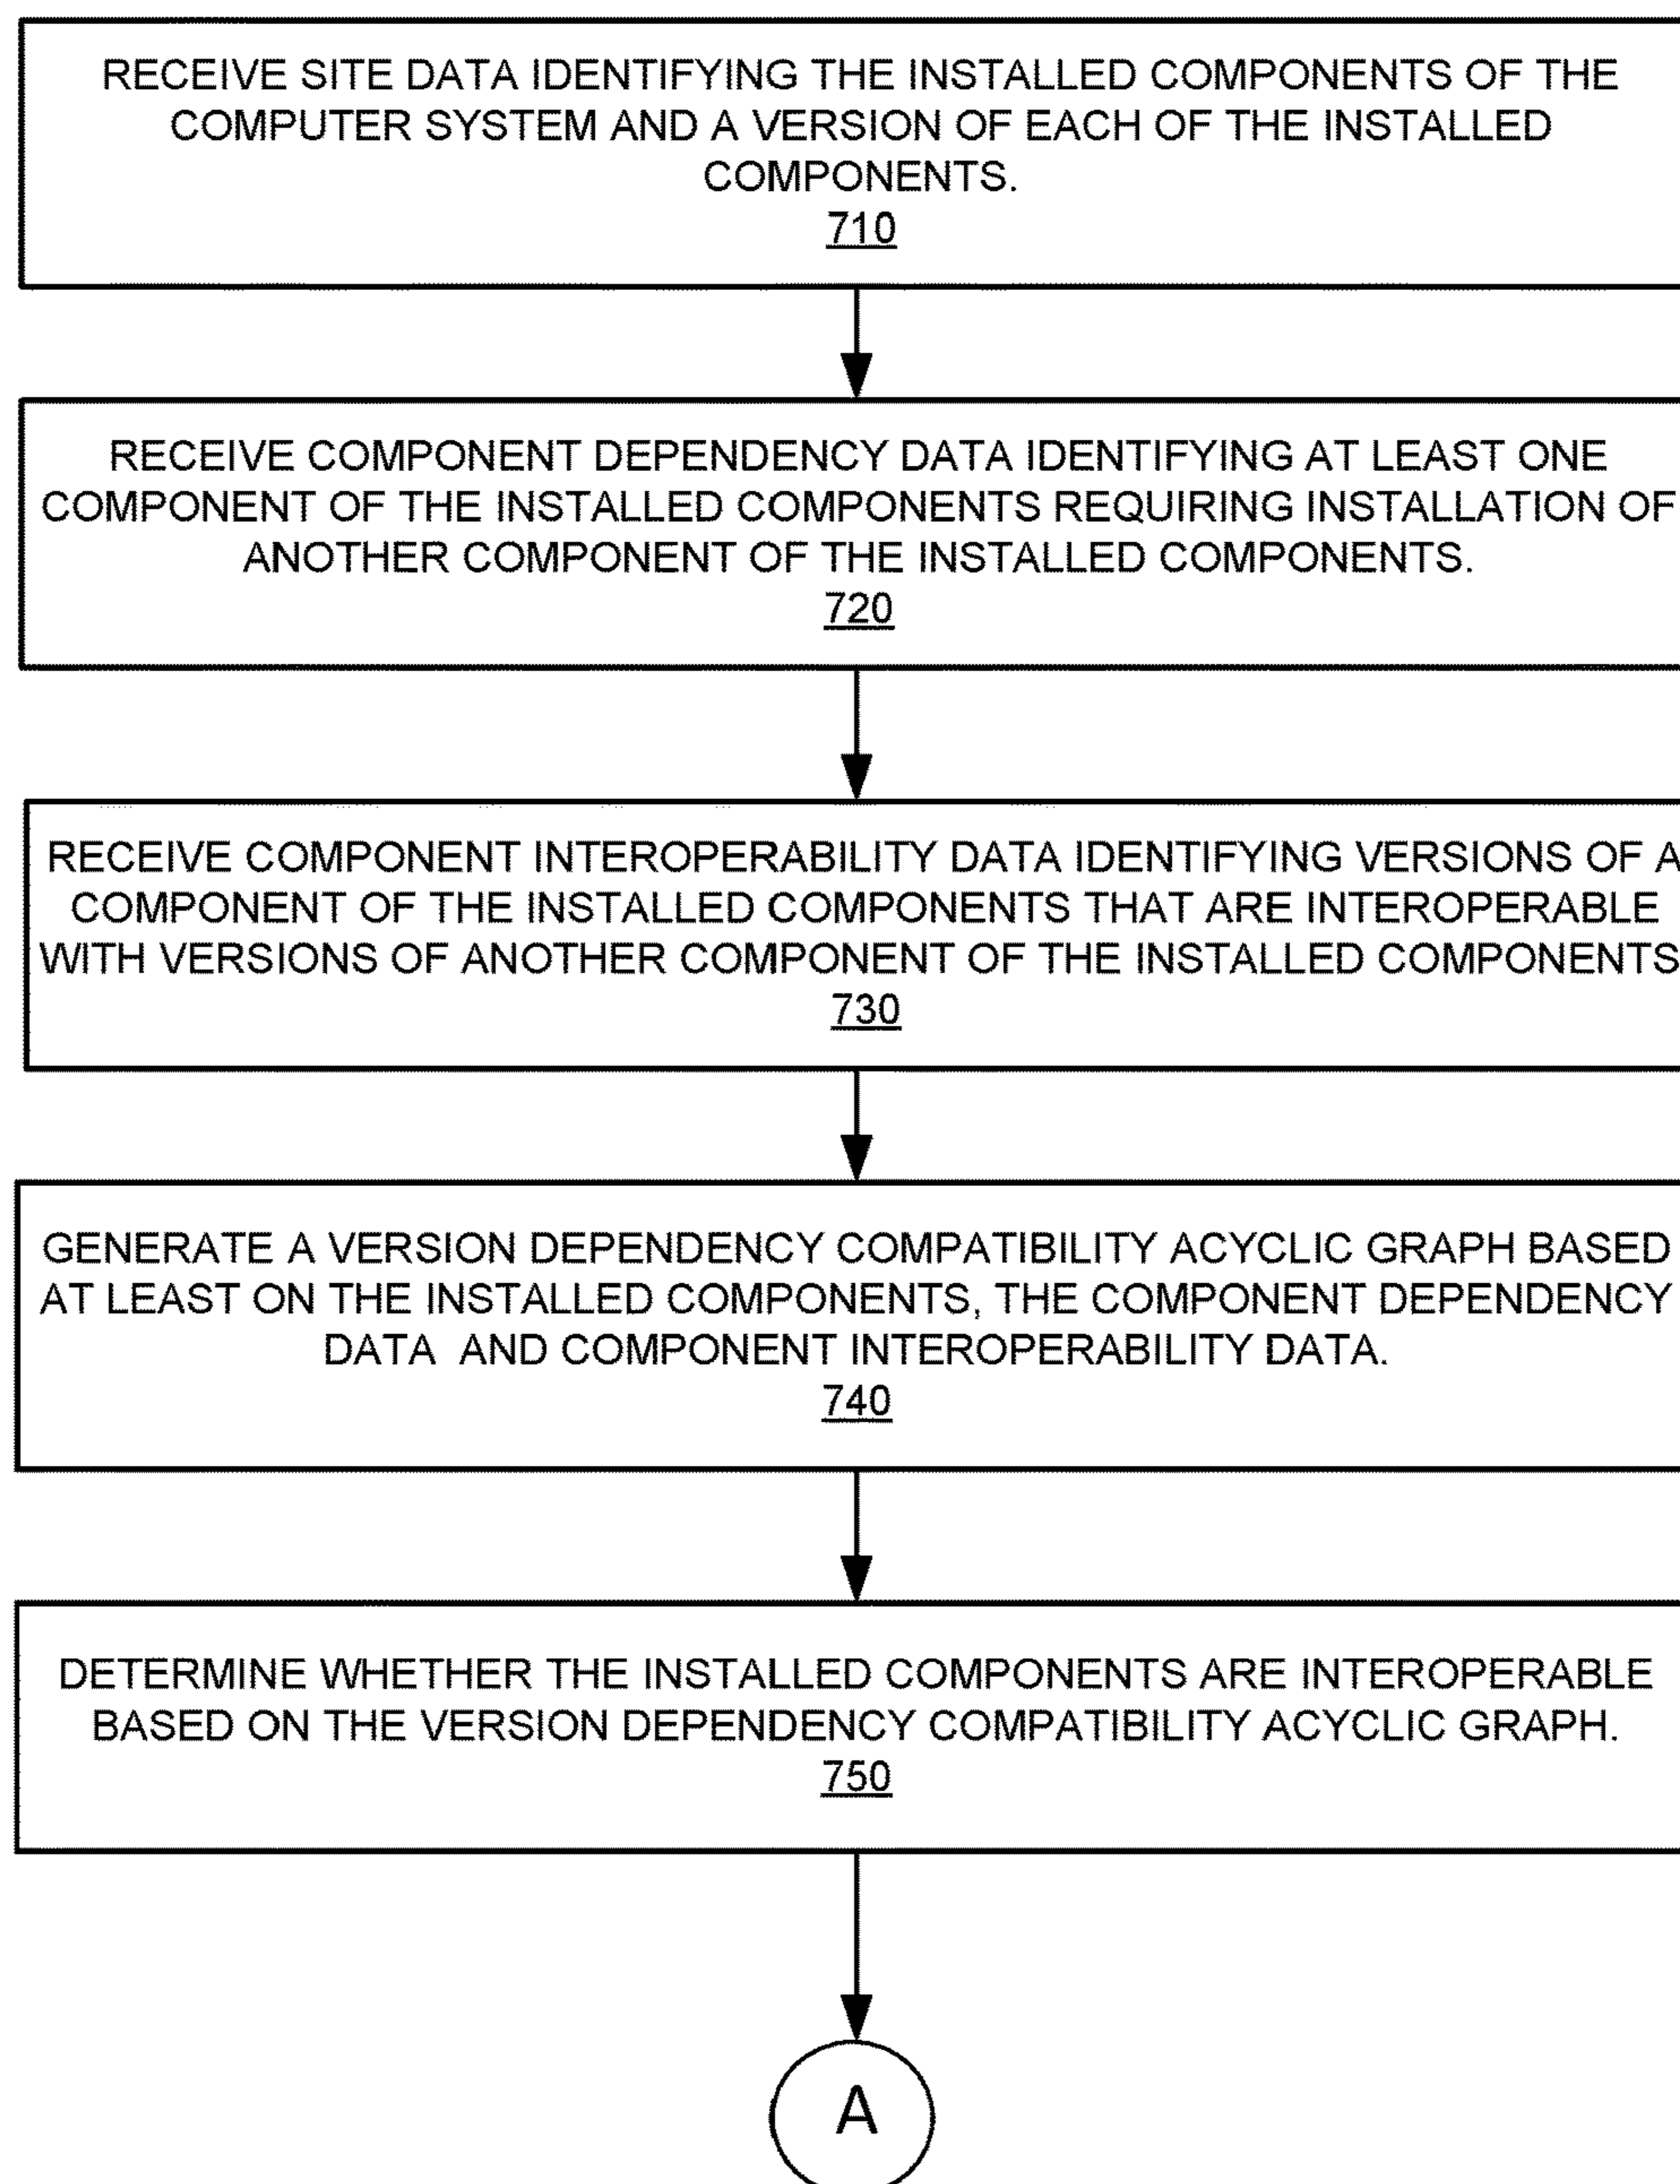 RECEIVE SITE DATA IDENTIFYING THE INSTALLED COMPONENTS OF THE
COMPUTER SYSTEM AND A VERSION OF EACH OF THE INSTALLED
COMPONENTS.
710
RECEIVE COMPONENT DEPENDENCY DATA IDENTIFYING AT LEAST ONE
COMPONENT OF THE INSTALLED COMPONENTS REQUIRING INSTALLATION OF
ANOTHER COMPONENT OF THE INSTALLED COMPONENTS.
720
RECEIVE COMPONENT INTEROPERABILITY DATA IDENTIFYING VERSIONS OF A
COMPONENT OF THE INSTALLED COMPONENTS THAT ARE INTEROPERABLE
WITH VERSIONS OF ANOTHER COMPONENT OF THE INSTALLED COMPONENTS
730
GENERATE A VERSION DEPENDENCY COMPATIBILITY ACYCLIC GRAPH BASED
AT LEAST ON THE INSTALLED COMPONENTS, THE COMPONENT DEPENDENCY
DATA AND COMPONENT INTEROPERABILITY DATA.
740
DETERMINE WHETHER THE INSTALLED COMPONENTS ARE INTEROPERABLE
BASED ON THE VERSION DEPENDENCY COMPATIBILITY ACYCLIC GRAPH.
750
A